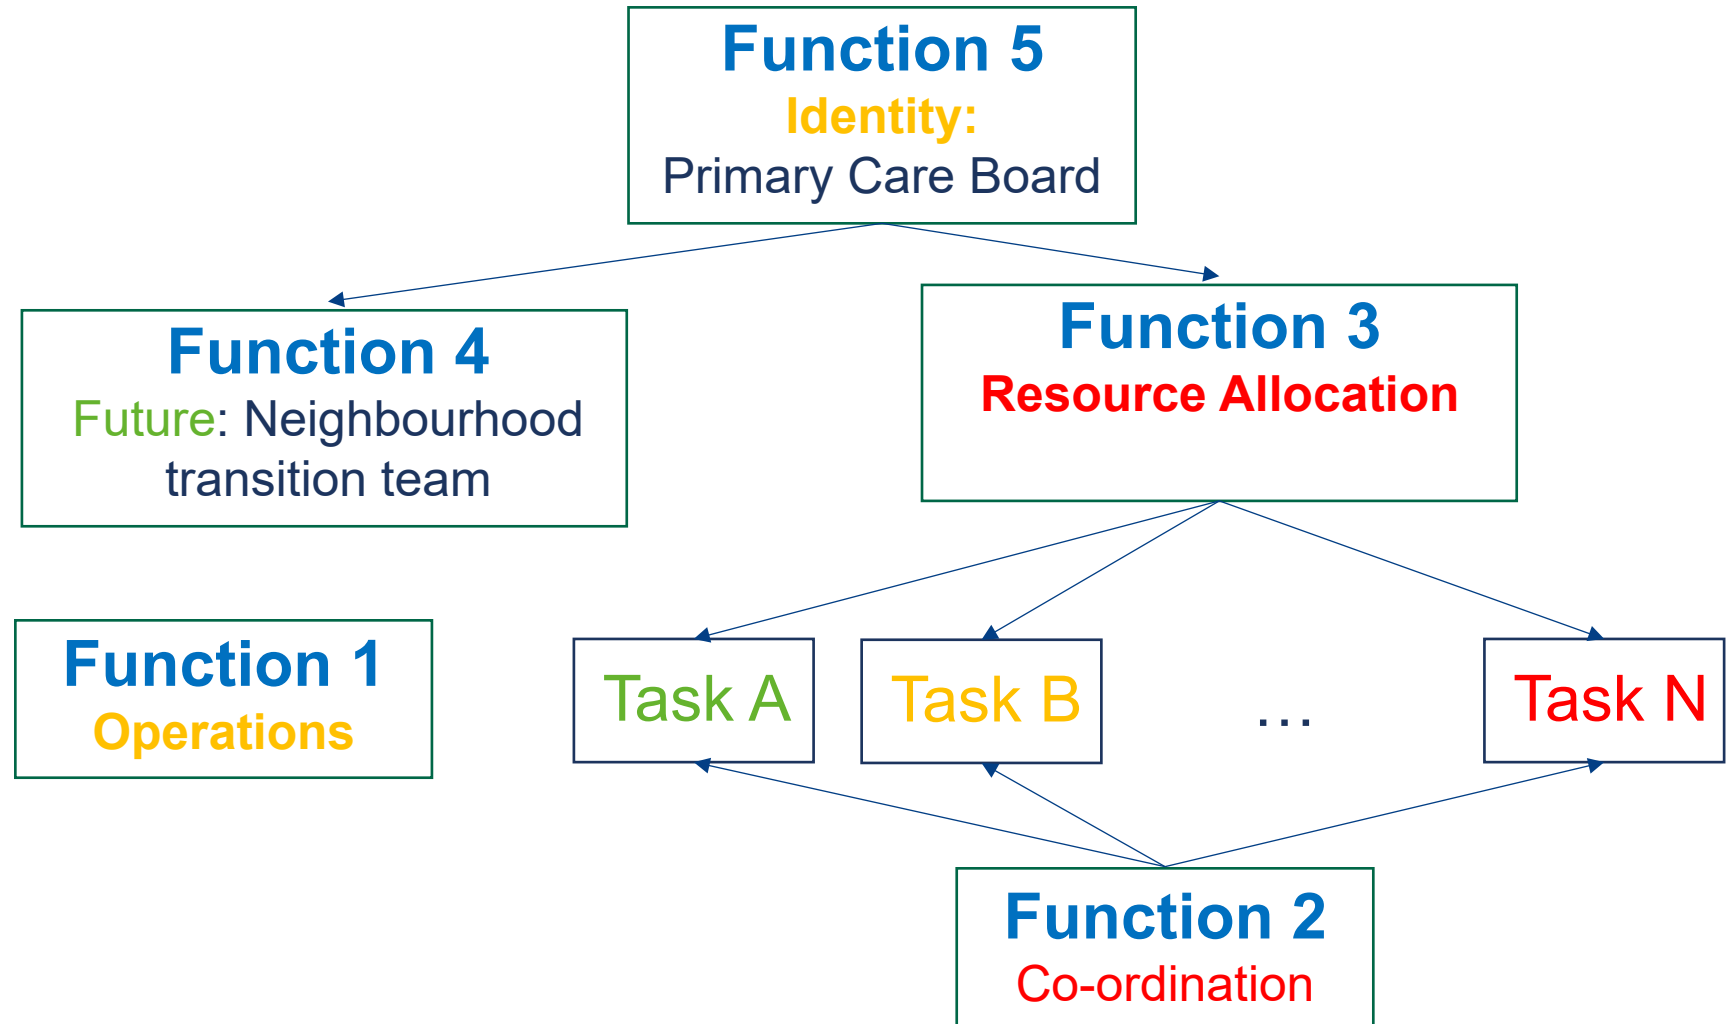 Function 5
Identity:
Primary Care Board
Function 4
Future: Neighbourhood
transition team
Function 3
Resource Allocation
Function 1
Operations
Task A
Task B
...
Task N
Function 2
Co-ordination